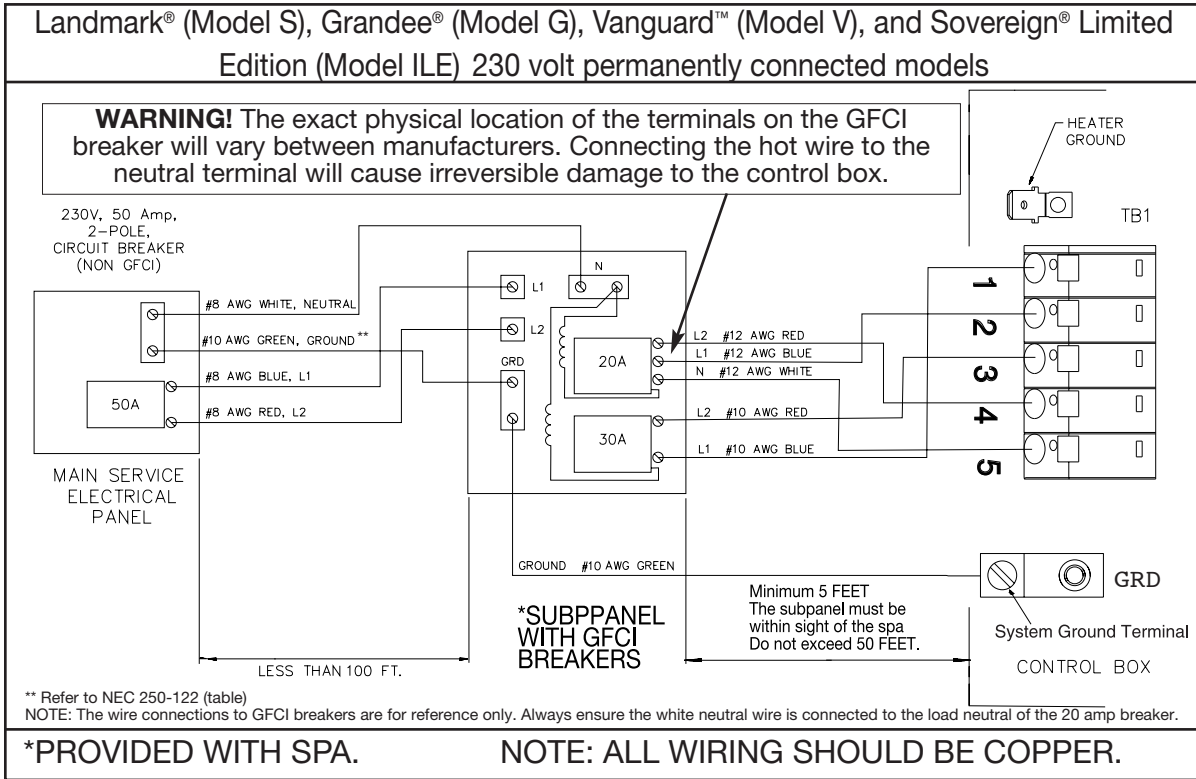 Landmark® (Model S), Grandee® (Model G), Vanguard™ (Model V), and Sovereign® Limited
Edition (Model ILE) 230 volt permanently connected models
WARNING! The exact physical location of the terminals on the GFCI
breaker will vary between manufacturers. Connecting the hot wire to the
neutral terminal will cause irreversible damage to the control box.
HEATER
GROUND
TB1
230V, 50 Amp,
2-POLE,
CIRCUIT BREAKER
(NON GFCI)
#8 AWG WHITE, NEUTRAL
#10 AWG GREEN, GROUND**
#8 AWG BLUE, L1
#8 AWG RED, L2
50A
MAIN SERVICE
ELECTRICAL
PANEL
N
L1
L2
GRD
20A
30A
L2 #12 AWG RED
L1 #12 AWG BLUE
N #12 AWG WHITE
L2 #10 AWG RED
L1 #10 AWG BLUE
1
2
3
4
5
GROUND #10 AWG GREEN
*SUBPPANEL
WITH GFCI
BREAKERS
Minimum 5 FEET
The subpanel must be
within sight of the spa
Do not exceed 50 FEET.
GRD
System Ground Terminal
CONTROL BOX
LESS THAN 100 FT.
** Refer to NEC 250-122 (table)
NOTE: The wire connections to GFCI breakers are for reference only. Always ensure the white neutral wire is connected to the load neutral of the 20 amp breaker.
*PROVIDED WITH SPA. NOTE: ALL WIRING SHOULD BE COPPER.